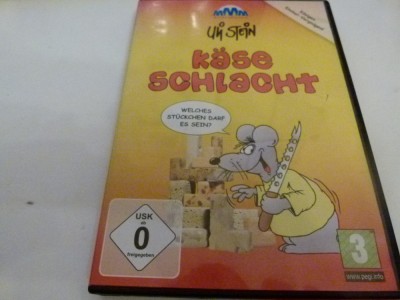 Uli STEIN
KÄSE
SCHLACHT
WELCHES
STÜCKCHEN DARF
ES SEIN?
USK
ab
0
freigegeben
3
www.pegi.info